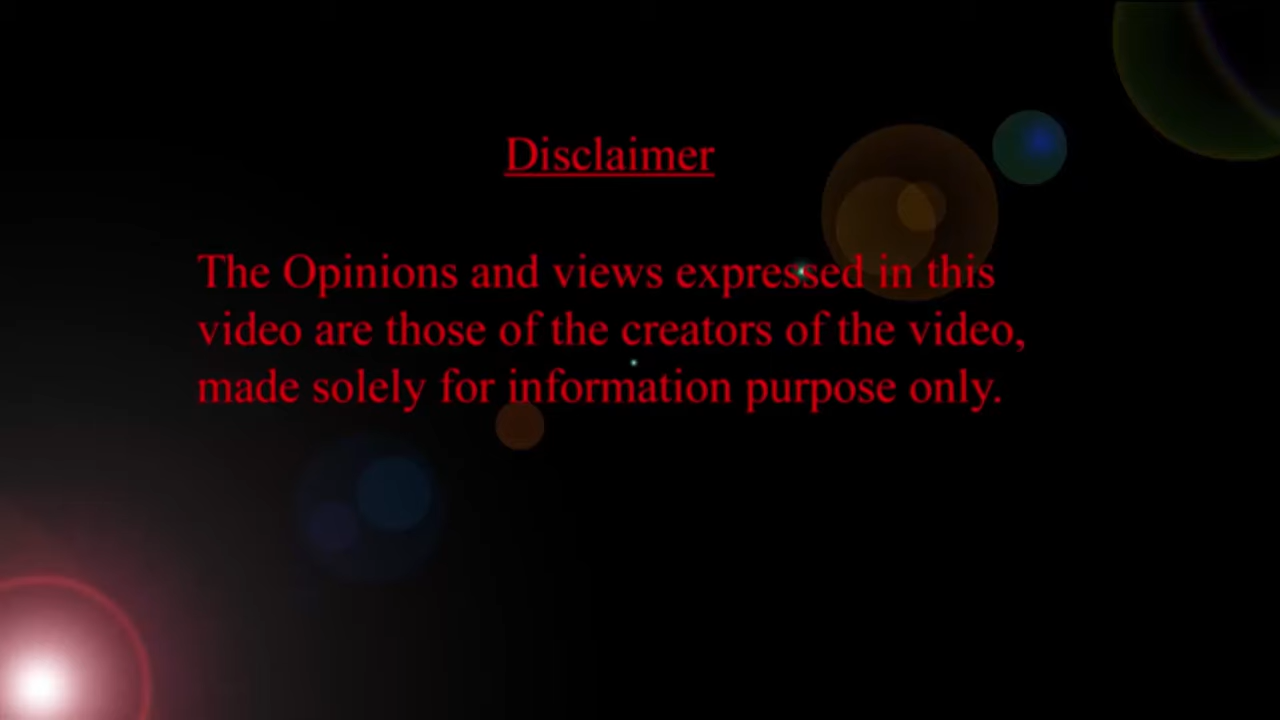 Disclaimer
The Opinions and views expressed in this
video are those of the creators of the video,
made solely for information purpose only.